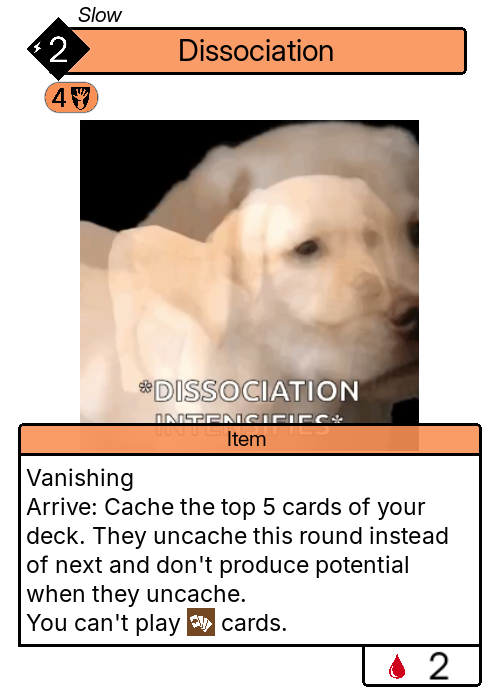 Slow
2
Dissociation
4
*DISSOCIATION
INTENSIFIES*
Item
Vanishing
Arrive: Cache the top 5 cards of your
deck. They uncache this round instead
of next and don't produce potential
when they uncache.
You can't play cards.
2